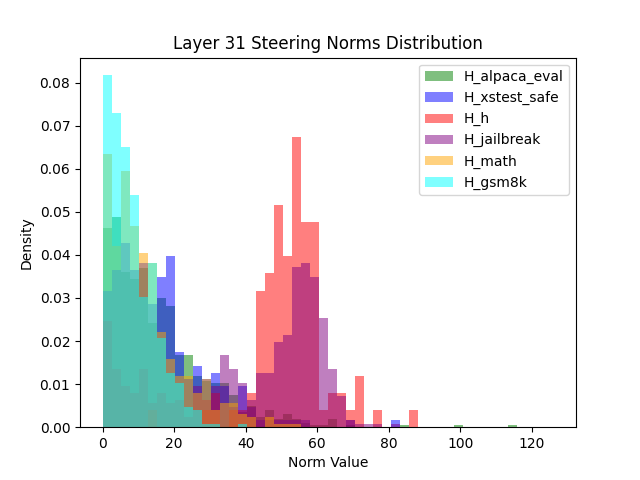 Layer 31 Steering Norms Distribution
H_alpaca_eval
H_xstest_safe
H_h
H_jailbreak
H_math
H_gsm8k
Density
0.08
0.07
0.06
0.05
0.04
0.03
0.02
0.01
0.00
0 20 40 60 80 100 120
Norm Value